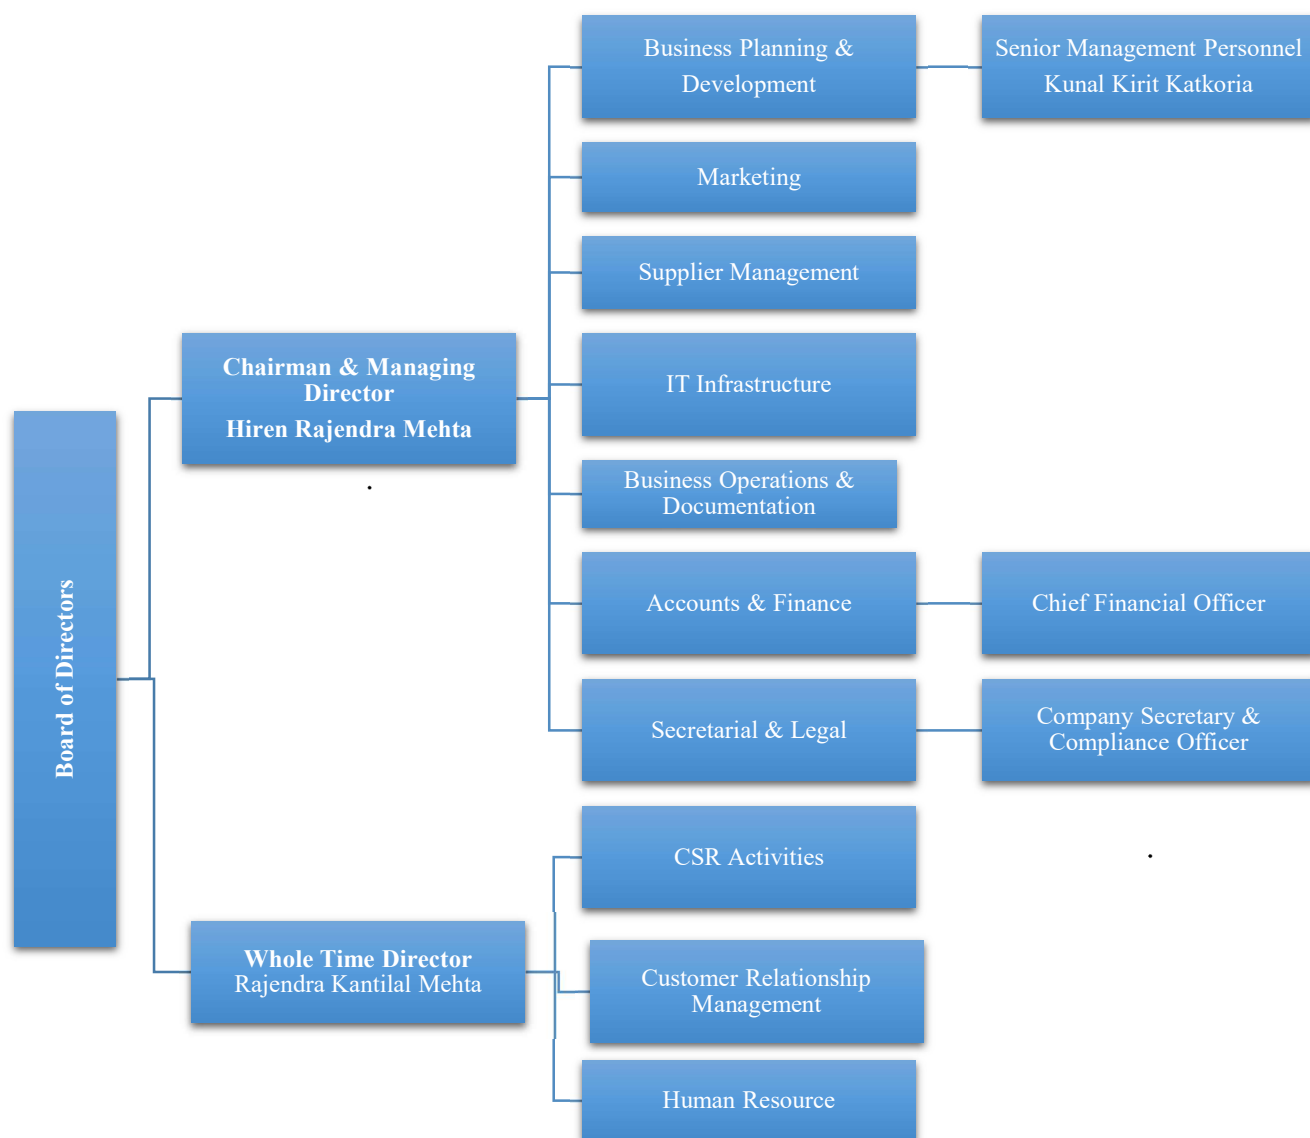 Business Planning &
Development
Senior Management Personnel
Kunal Kirit Katkoria
Marketing
Supplier Management
Chairman & Managing
Director
Hiren Rajendra Mehta
.
IT Infrastructure
Business Operations &
Documentation
Accounts & Finance
Chief Financial Officer
Board of Directors
Secretarial & Legal
Company Secretary &
Compliance Officer
CSR Activities
.
Whole Time Director
Rajendra Kantilal Mehta
Customer Relationship
Management
Human Resource